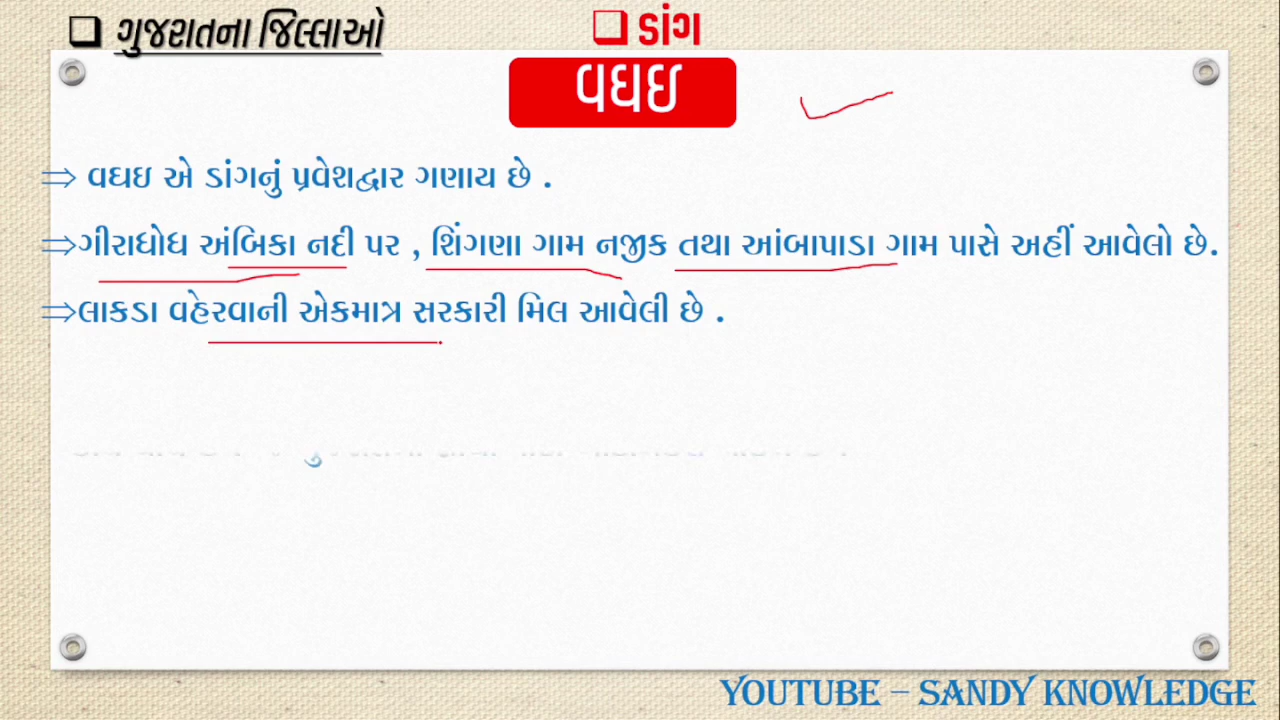 ❑ ગુજરાતના જિલ્લાઓ
❑ ડાંગ
વઘઇ
⇒ વઘઇ એ ડાંગનું પ્રવેશદ્વાર ગણાય છે .
⇒ગીરાધોધ અંબિકા નદી પર , શિંગણા ગામ નજીક તથા આંબાપાડા ગામ પાસે અહીં આવેલો છે.
⇒લાકડા વહેરવાની એકમાત્ર સરકારી મિલ આવેલી છે .
YOUTUBE – SANDY KNOWLEDGE